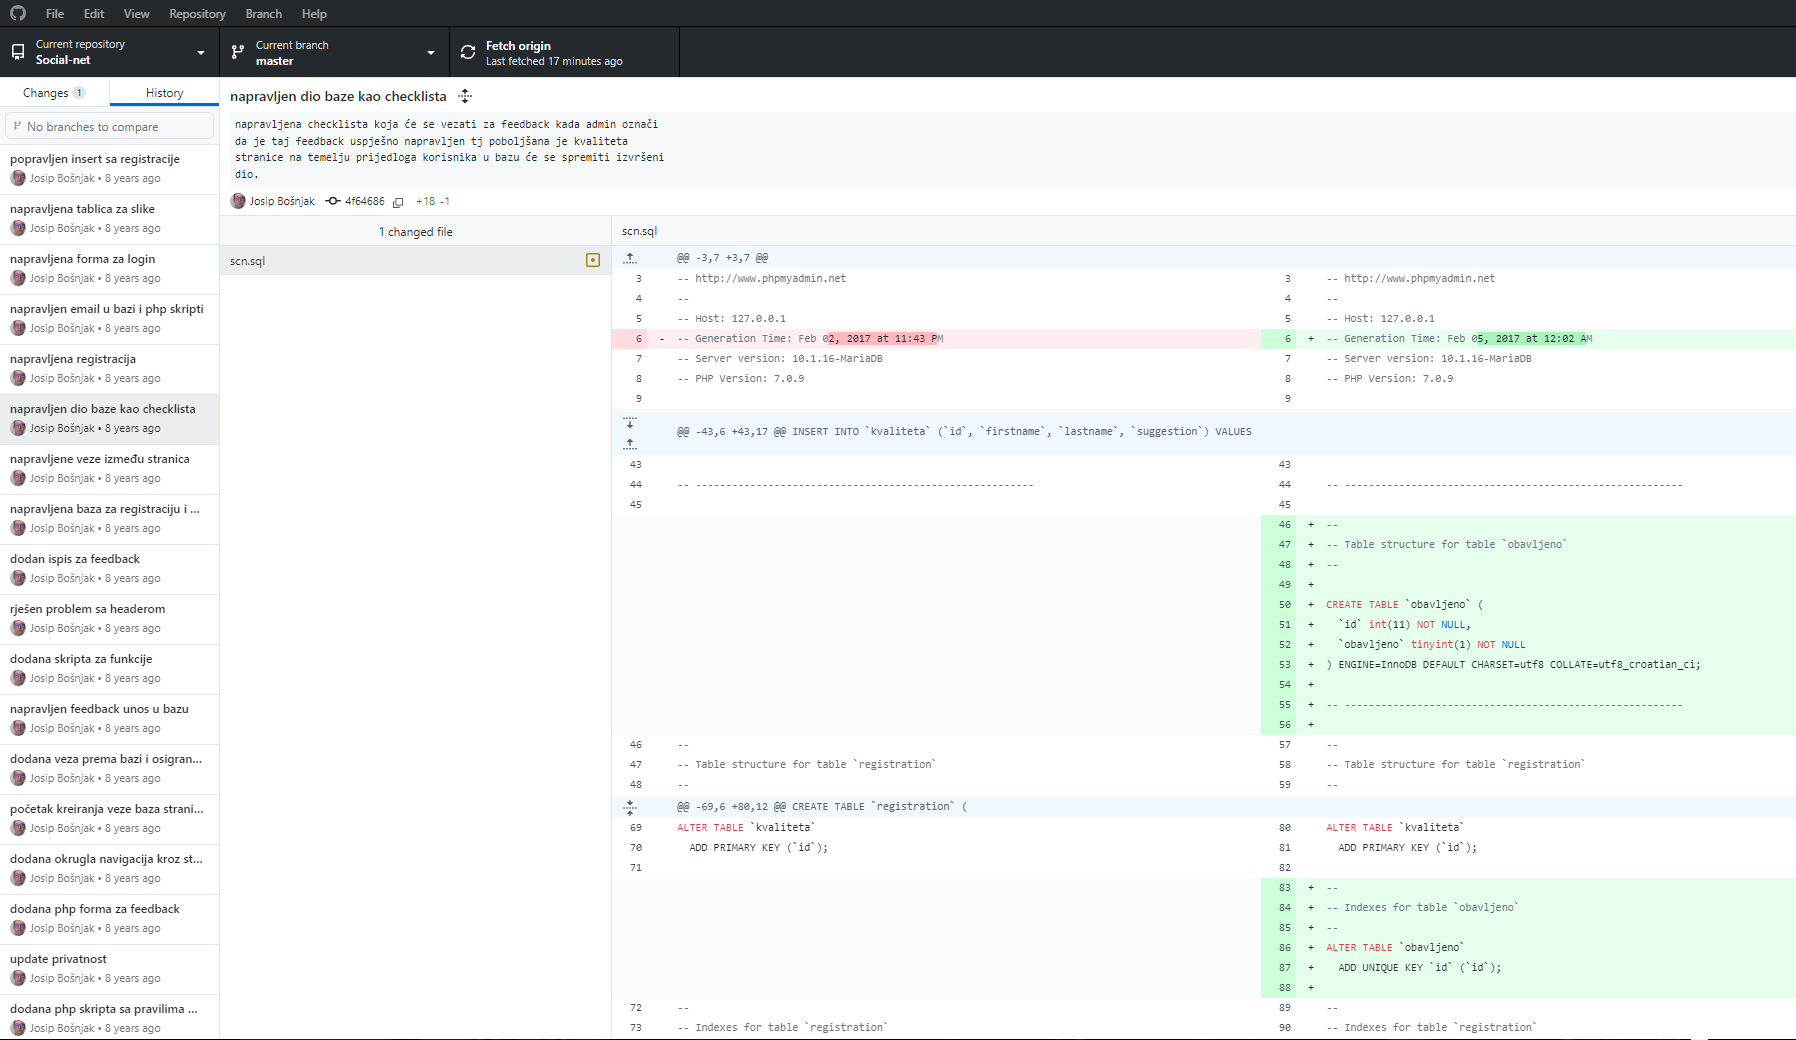 File Edit View Repository Branch Help
Current repository
Social-net
Current branch
master
Fetch origin
Last fetched 17 minutes ago
Changes 1 History
No branches to compare
popravljen insert sa registracije
Josip Bošnjak • 8 years ago
napravljena tablica za slike
Josip Bošnjak • 8 years ago
napravljena forma za login
Josip Bošnjak • 8 years ago
napravljen email u bazi i php skripti
Josip Bošnjak • 8 years ago
napravljena registracija
Josip Bošnjak • 8 years ago
napravljen dio baze kao checklista
Josip Bošnjak • 8 years ago
napravljene veze između stranica
Josip Bošnjak • 8 years ago
napravljena baza za registraciju i ...
Josip Bošnjak • 8 years ago
dodan ispis za feedback
Josip Bošnjak • 8 years ago
rješen problem sa headerom
Josip Bošnjak • 8 years ago
dodana skripta za funkcije
Josip Bošnjak • 8 years ago
napravljen feedback unos u bazu
Josip Bošnjak • 8 years ago
dodana veza prema bazi i osigran...
Josip Bošnjak • 8 years ago
početak kreiranja veze baza strani...
Josip Bošnjak • 8 years ago
dodana okrugla navigacija kroz st...
Josip Bošnjak • 8 years ago
dodana php forma za feedback
Josip Bošnjak • 8 years ago
update privatnost
Josip Bošnjak • 8 years ago
dodana php skripta sa pravilima ...
Josip Bošnjak • 8 years ago
napravljen dio baze kao checklista
napravljena checklista koja će se vezati za feedback kada admin označi
da je taj feedback uspješno napravljen tj poboljšana je kvaliteta
stranice na temelju prijedloga korisnika u bazu će se spremiti izvršeni
dio.
Josip Bošnjak 4f64686 +18 -1
1 changed file
scn.sql
scn.sql
@@ -3,7 +3,7 @@
3 -- http://www.phpmyadmin.net 3 -- http://www.phpmyadmin.net
4 -- 4 --
5 -- Host: 127.0.0.1 5 -- Host: 127.0.0.1
6 - -- Generation Time: Feb 02, 2017 at 11:43 PM 6 + -- Generation Time: Feb 05, 2017 at 12:02 AM
7 -- Server version: 10.1.16-MariaDB 7 -- Server version: 10.1.16-MariaDB
8 -- PHP Version: 7.0.9 8 -- PHP Version: 7.0.9
9 9
@@ -43,6 +43,17 @@ INSERT INTO `kvaliteta` (`id`, `firstname`, `lastname`, `suggestion`) VALUES
43 43
44 -- -------------------------------------------------------- 44 -- --------------------------------------------------------
45 45
46 + --
47 + -- Table structure for table `obavljeno`
48 + --
49 +
50 + CREATE TABLE `obavljeno` (
51 + `id` int(11) NOT NULL,
52 + `obavljeno` tinyint(1) NOT NULL
53 + ) ENGINE=InnoDB DEFAULT CHARSET=utf8 COLLATE=utf8_croatian_ci;
54 +
55 + -- --------------------------------------------------------
56 +
46 -- 57 --
47 -- Table structure for table `registration` 58 -- Table structure for table `registration`
48 -- 59 --
@@ -69,6 +80,12 @@ CREATE TABLE `registration` (
69 ALTER TABLE `kvaliteta` 80 ALTER TABLE `kvaliteta`
70 ADD PRIMARY KEY (`id`); 81 ADD PRIMARY KEY (`id`);
71 82
83 + --
84 + -- Indexes for table `obavljeno`
85 + --
86 + ALTER TABLE `obavljeno`
87 + ADD UNIQUE KEY `id` (`id`);
88 +
72 -- 89 --
73 -- Indexes for table `registration` 90 -- Indexes for table `registration`